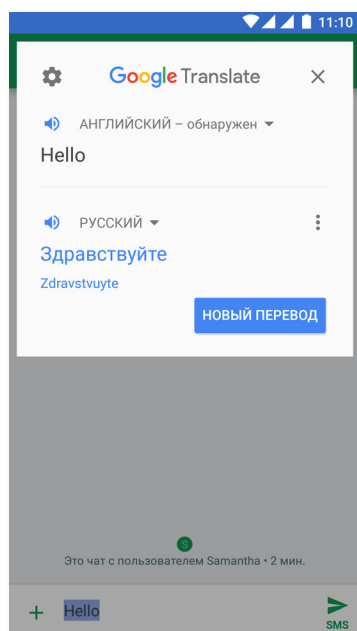 11:10
Google Translate
АНГЛИЙСКИЙ – обнаружен
Hello
РУССКИЙ
Здравствуйте
Zdravstvuyte
НОВЫЙ ПЕРЕВОД
S
Это чат с пользователем Samantha • 2 мин.
Hello
SMS